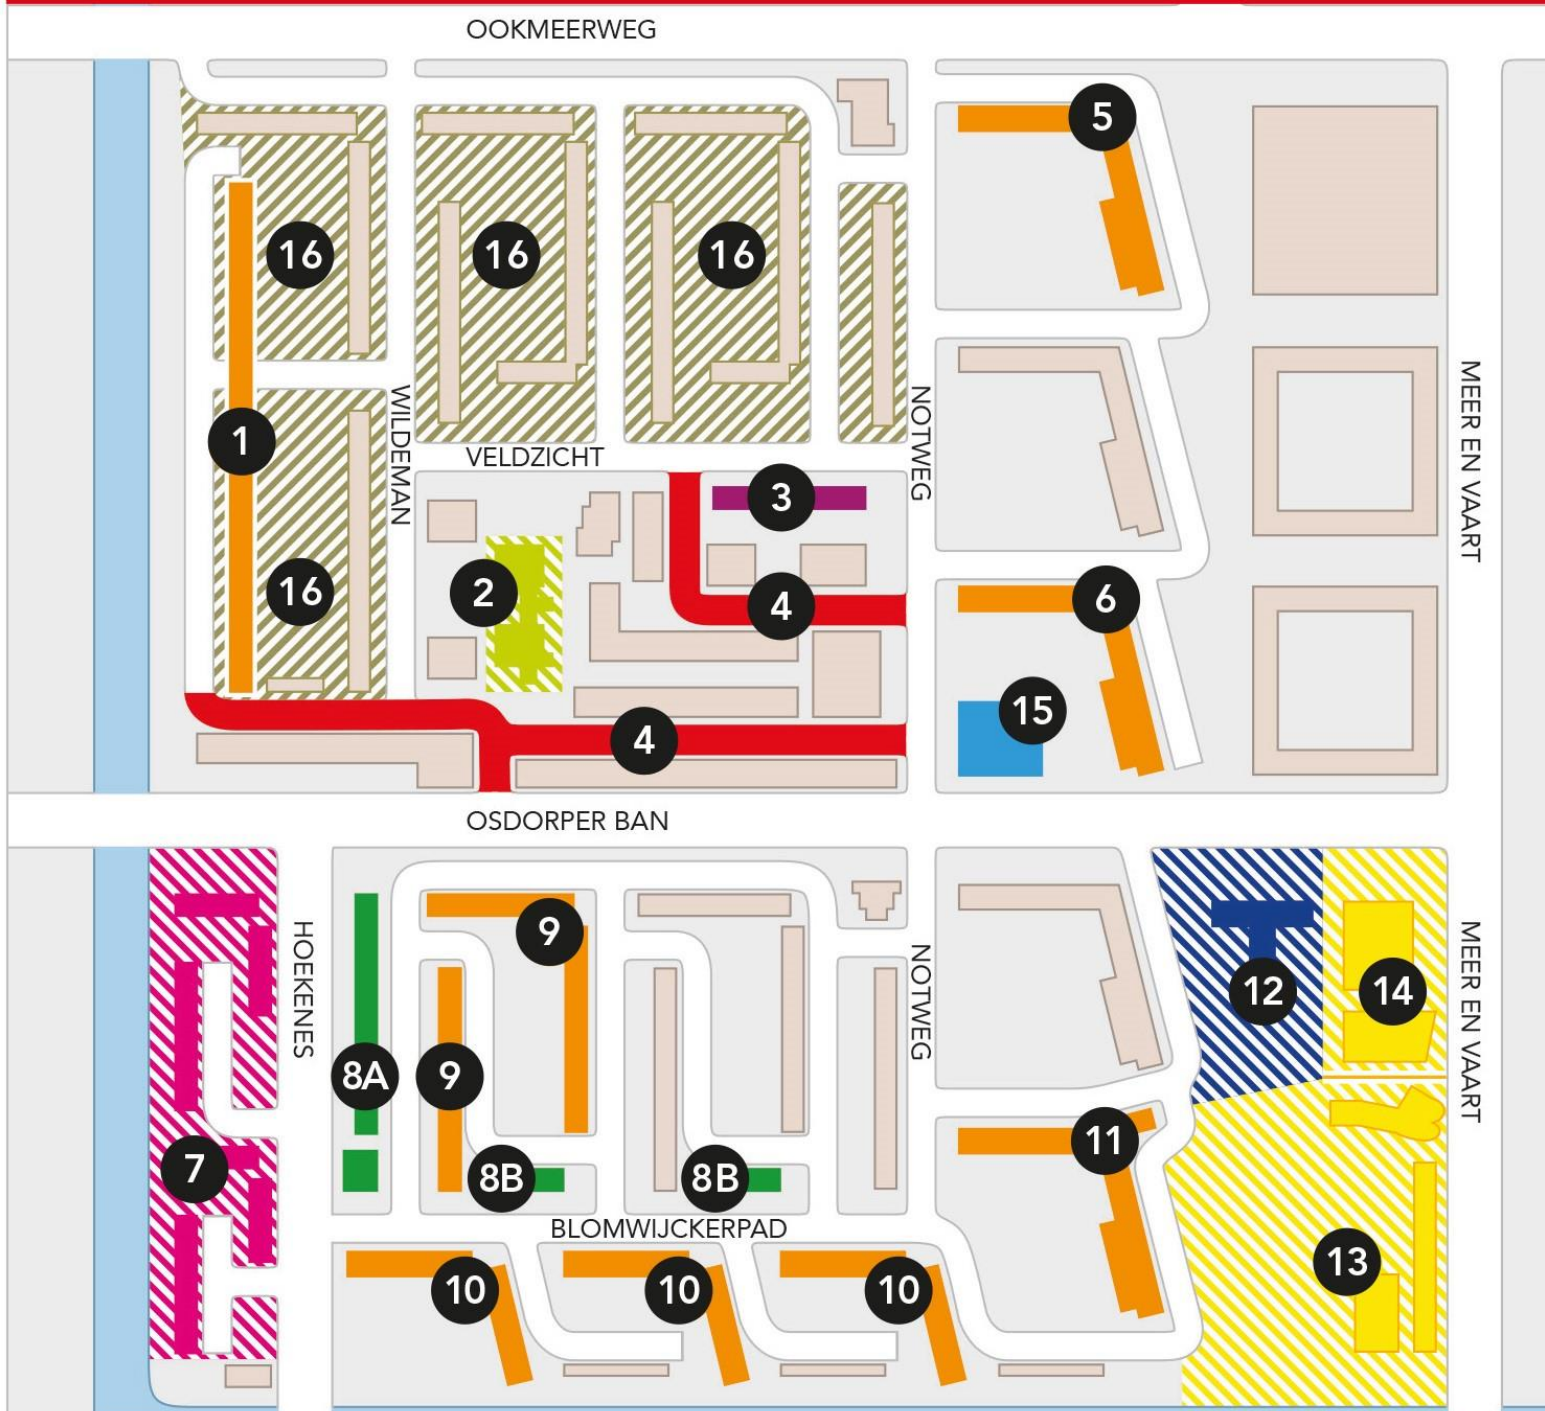 OOKMEERWEG
5
16
16
16
1
WILDEMAN
VELDZICHT
NOTWEG
MEER EN VAART
3
2
16
4
6
15
4
OSDORPER BAN
HOEKENES
9
NOTWEG
MEER EN VAART
12
14
8A
9
11
7
8B
8B
BLOMWIJCKERPAD
13
10
10
10